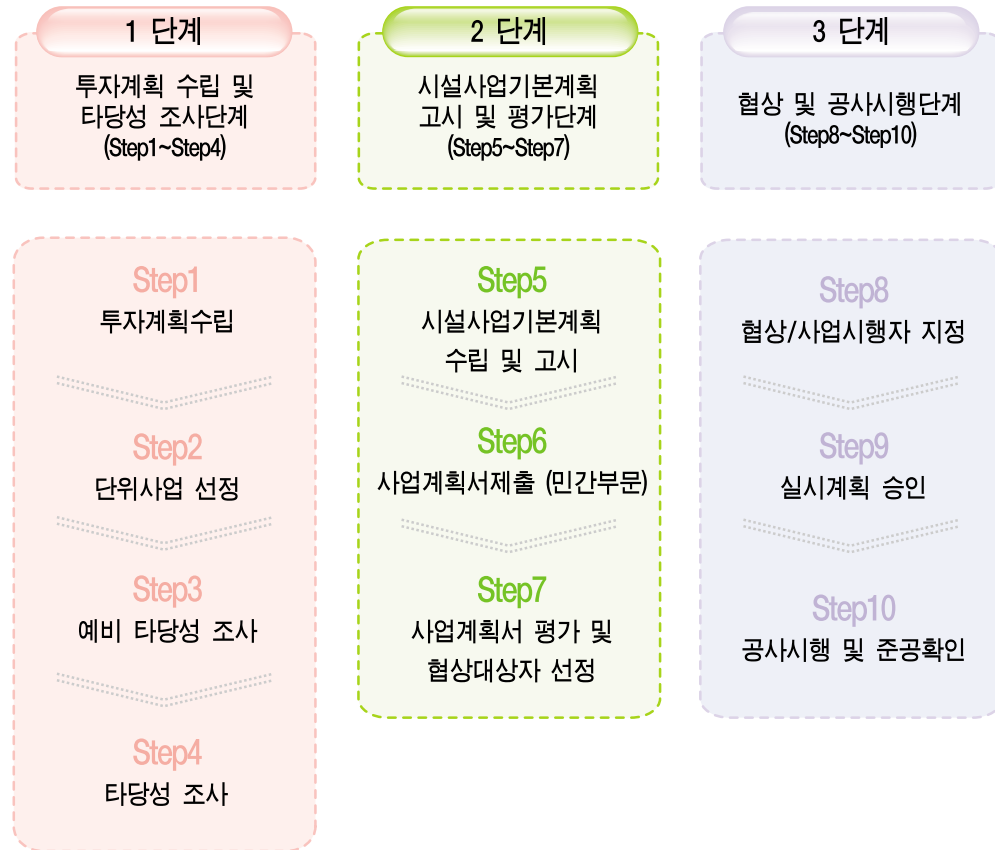 1 단계
투자계획 수립 및
타당성 조사단계
(Step1~Step4)
2 단계
시설사업기본계획
고시 및 평가단계
(Step5~Step7)
3 단계
협상 및 공사시행단계
(Step8~Step10)
Step1
투자계획수립
Step2
단위사업 선정
Step3
예비 타당성 조사
Step4
타당성 조사
Step5
시설사업기본계획
수립 및 고시
Step6
사업계획서제출 (민간부문)
Step7
사업계획서 평가 및
협상대상자 선정
Step8
협상/사업시행자 지정
Step9
실시계획 승인
Step10
공사시행 및 준공확인